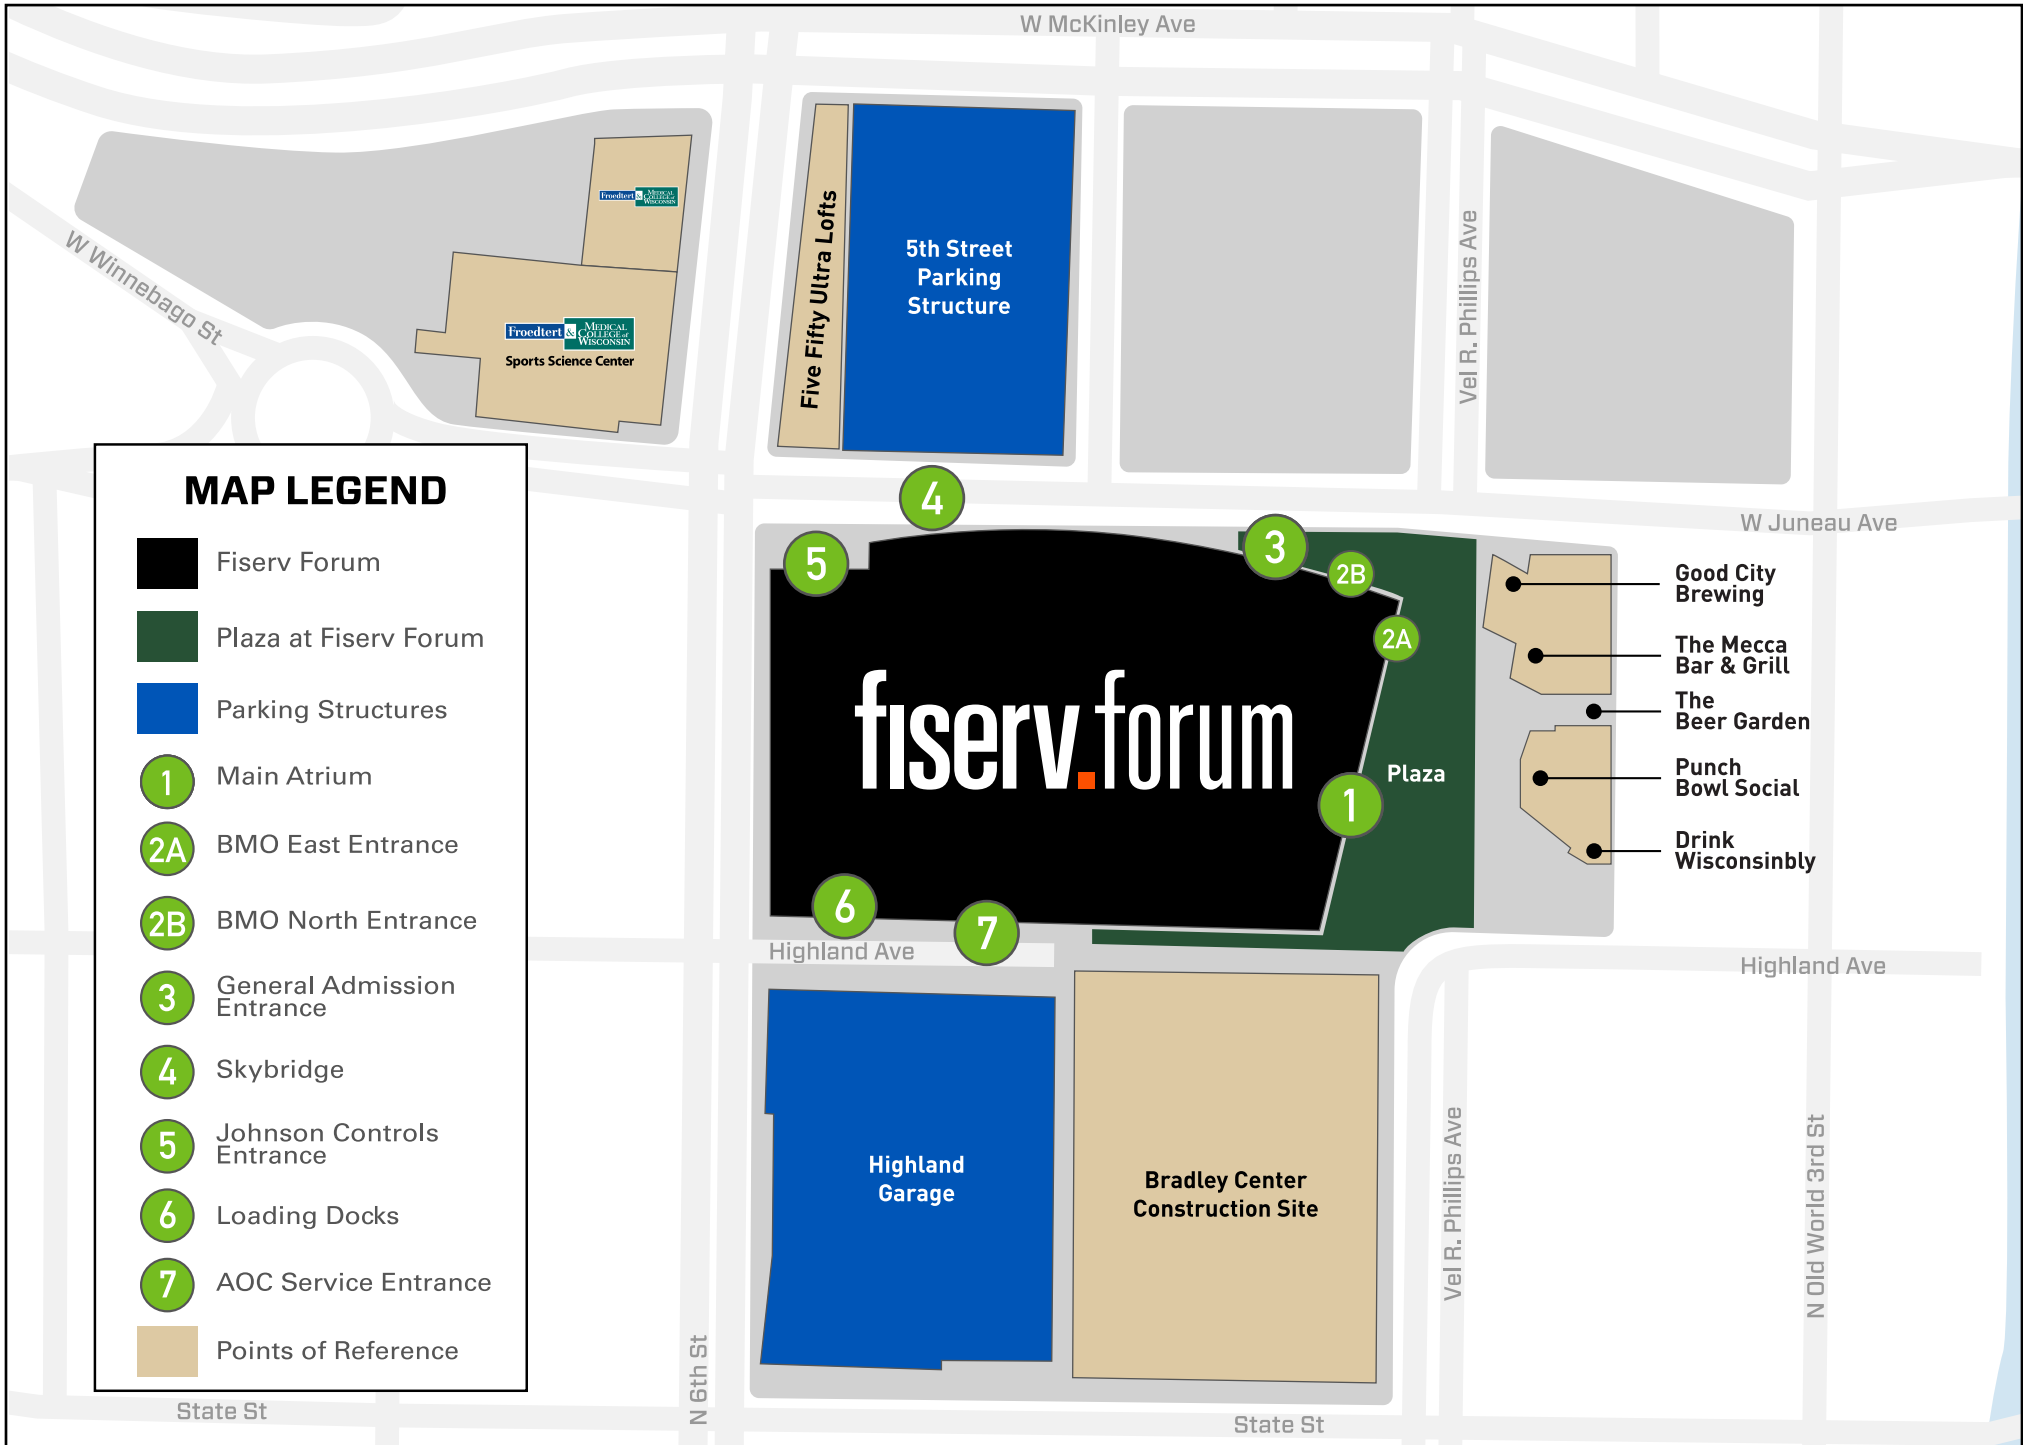 W McKinley Ave
Froedtert & MEDICAL COLLEGE of WISCONSIN
Five Fifty Ultra Lofts
5th Street
Parking
Structure
Vel R. Phillips Ave
W Winnebago St
Froedtert & MEDICAL COLLEGE of WISCONSIN
Sports Science Center
MAP LEGEND
Fiserv Forum
Plaza at Fiserv Forum
Parking Structures
1 Main Atrium
2A BMO East Entrance
2B BMO North Entrance
3 General Admission
Entrance
4 Skybridge
5 Johnson Controls
Entrance
6 Loading Docks
7 AOC Service Entrance
Points of Reference
4
W Juneau Ave
3
5
2B
2A
fiserv.forum
Plaza
1
6
7
Good City
Brewing
The Mecca
Bar & Grill
The
Beer Garden
Punch
Bowl Social
Drink
Wisconsinbly
Highland Ave
Highland Ave
Highland
Garage
Bradley Center
Construction Site
Vel R. Phillips Ave
N Old World 3rd St
N 6th St
State St
State St